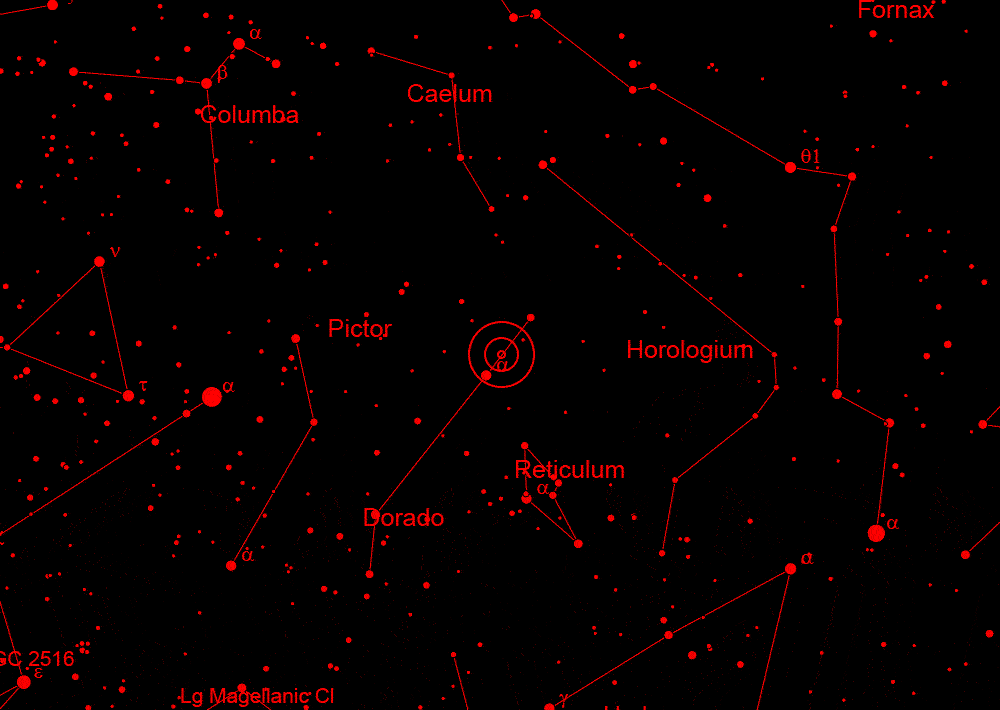 Fornax
α
β
Caelum
Columba
θ1
ν
Pictor
Horologium
α
τ
α
Reticulum
α
Dorado
α
α
α
GC 2516
ε
Lg Magellanic Cl
γ